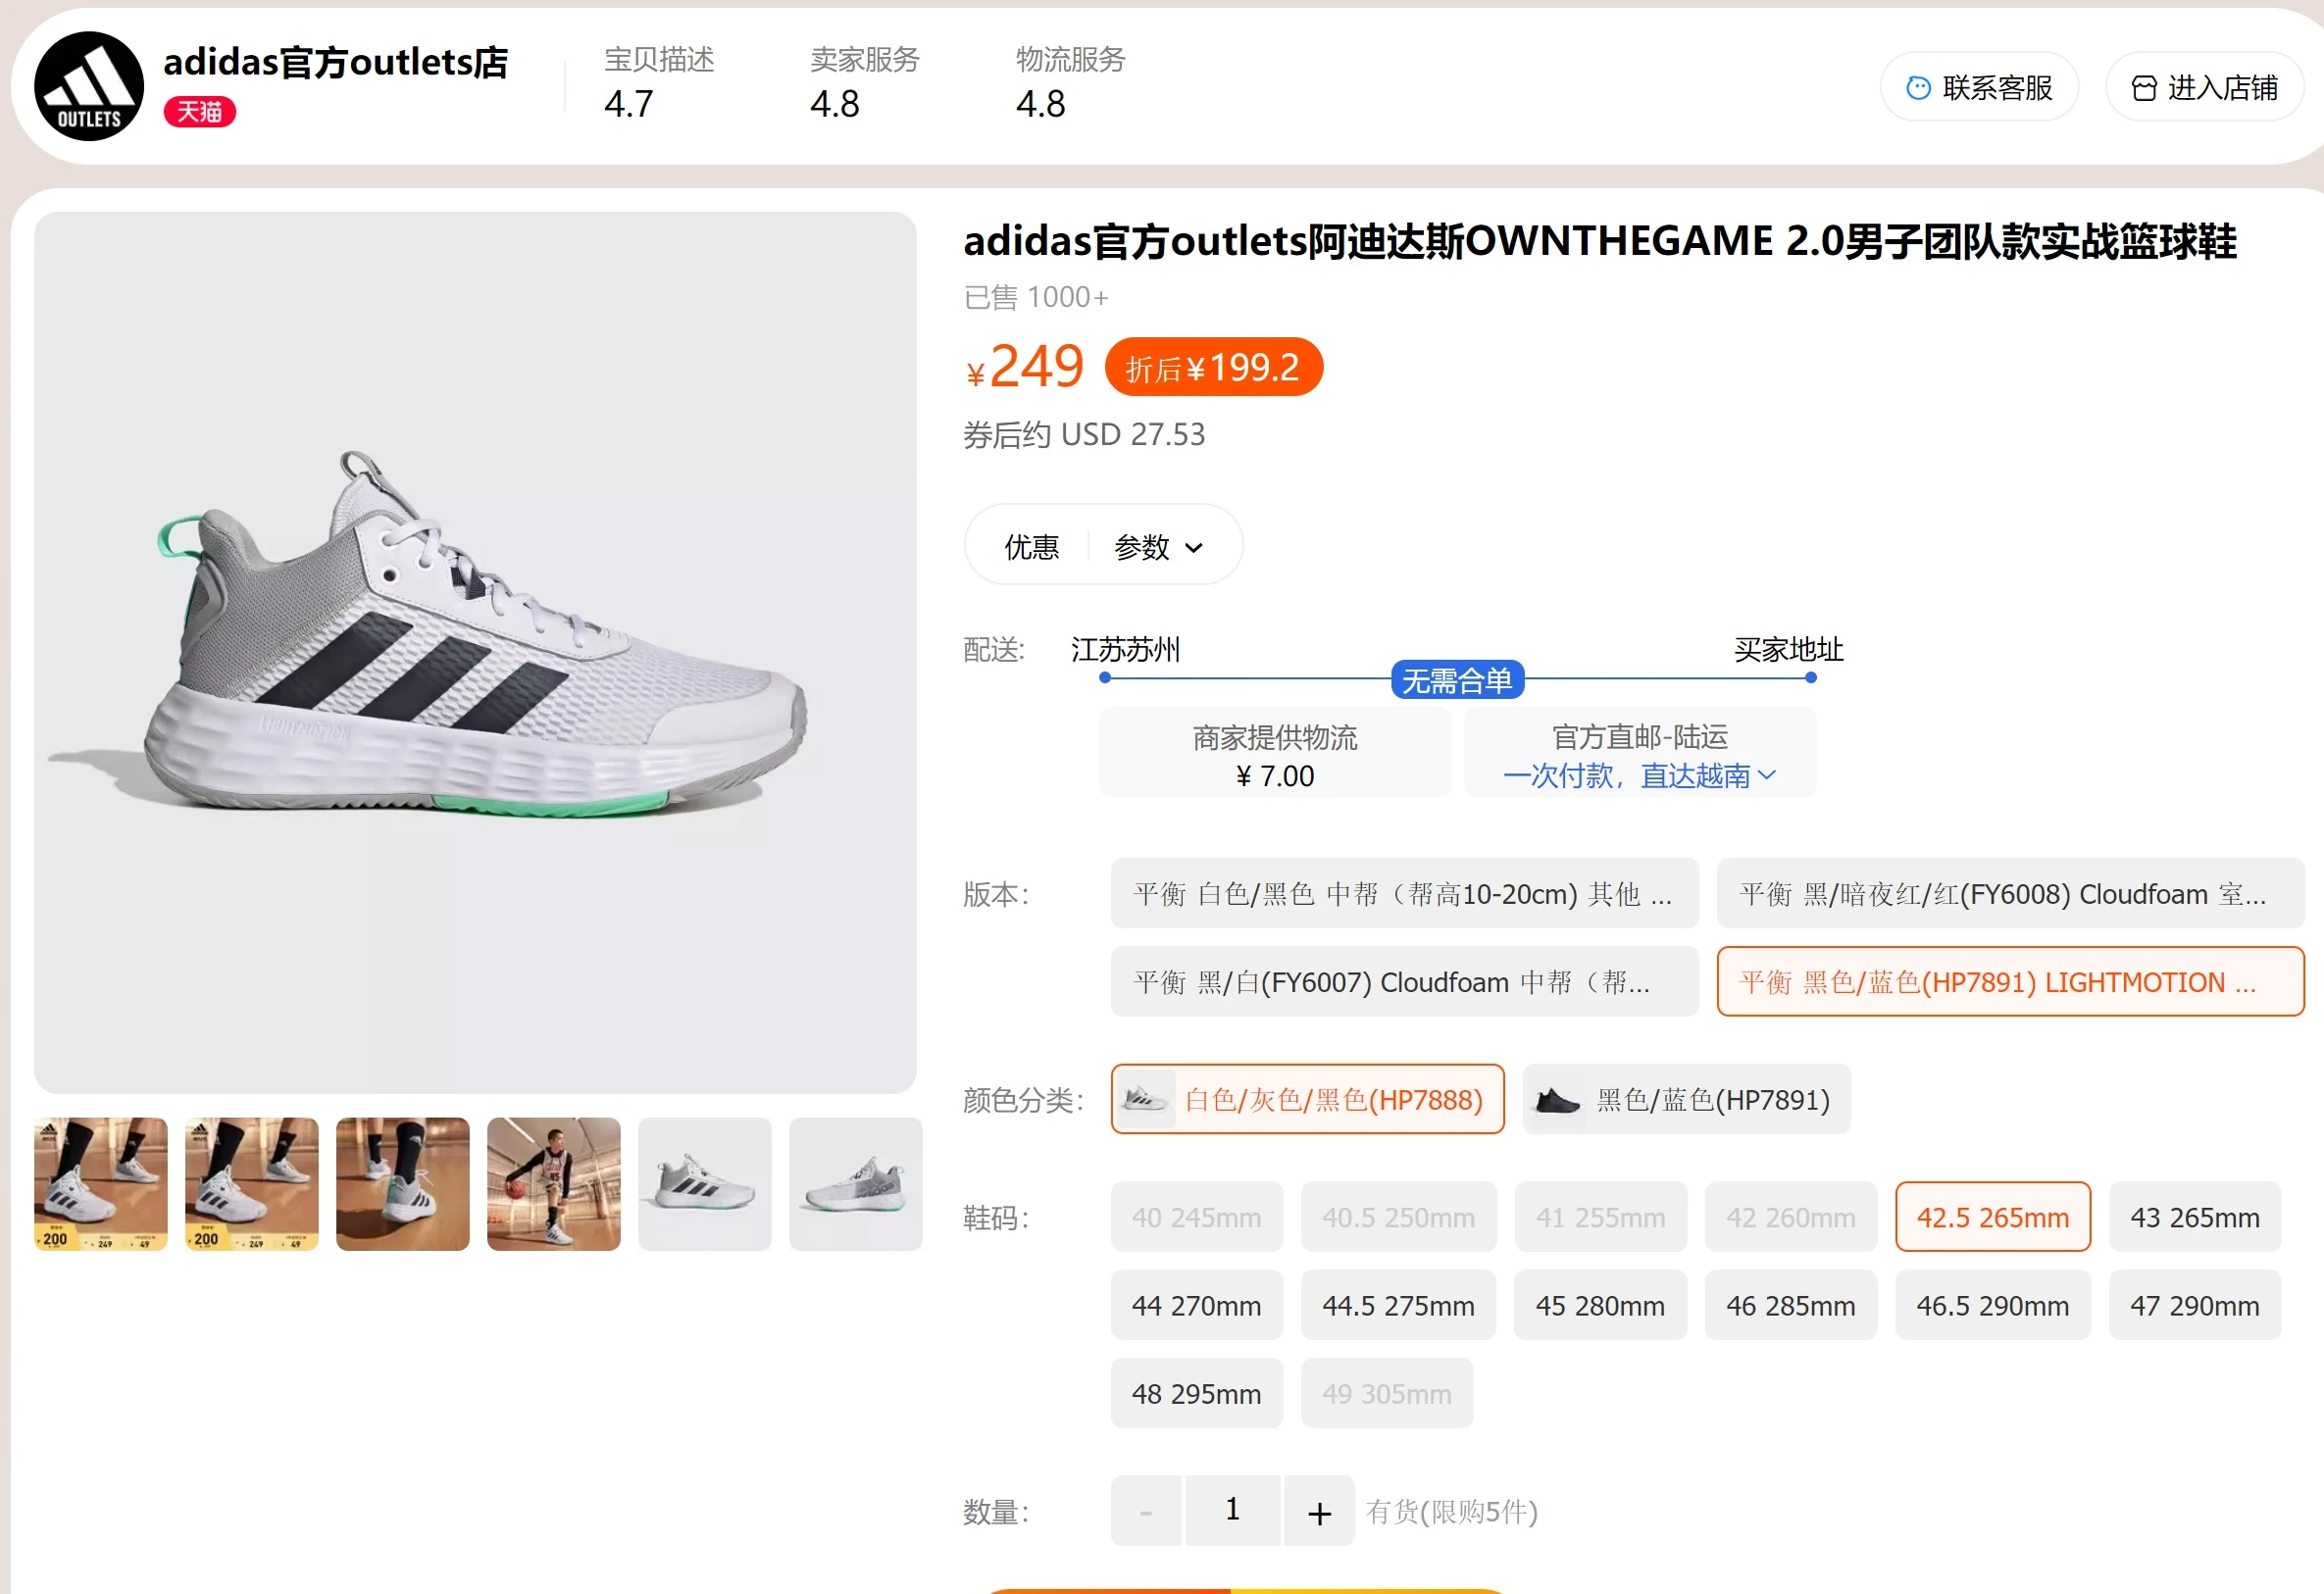 adidas官方outlets店
天猫
OUTLETS
宝贝描述
4.7
卖家服务
4.8
物流服务
4.8
联系客服
进入店铺
adidas官方outlets阿迪达斯OWNTHEGAME 2.0男子团队款实战篮球鞋
已售 1000+
¥249 折后¥199.2
券后约 USD 27.53
优惠 参数
配送: 江苏苏州 无需合单 买家地址
商家提供物流
¥ 7.00
官方直邮-陆运
一次付款，直达越南
版本：
平衡 白色/黑色 中帮（帮高10-20cm) 其他 ...
平衡 黑/暗夜红/红(FY6008) Cloudfoam 室...
平衡 黑/白(FY6007) Cloudfoam 中帮（帮...
平衡 黑色/蓝色(HP7891) LIGHTMOTION ...
颜色分类：
白色/灰色/黑色(HP7888)
黑色/蓝色(HP7891)
鞋码：
40 245mm
40.5 250mm
41 255mm
42 260mm
42.5 265mm
43 265mm
44 270mm
44.5 275mm
45 280mm
46 285mm
46.5 290mm
47 290mm
48 295mm
49 305mm
数量：
- 1 + 有货(限购5件)
200 249 49
200 249 49